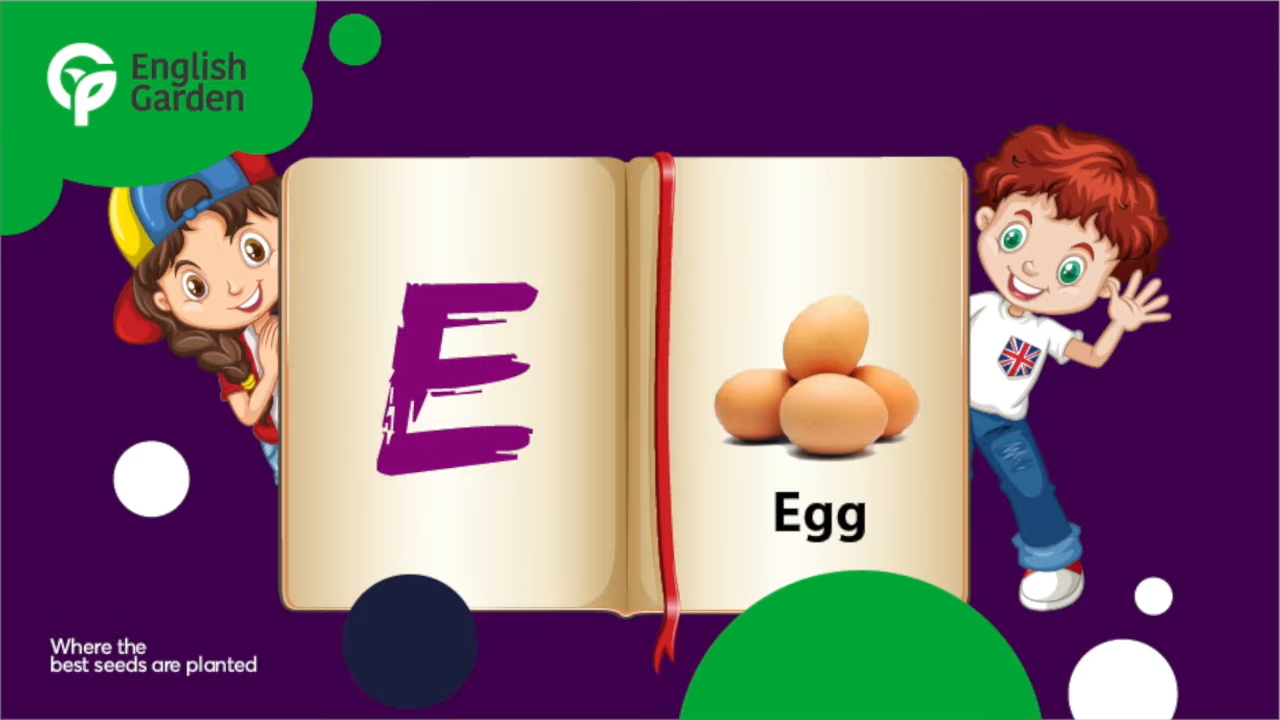 English
Garden
E
Egg
Where the
best seeds are planted